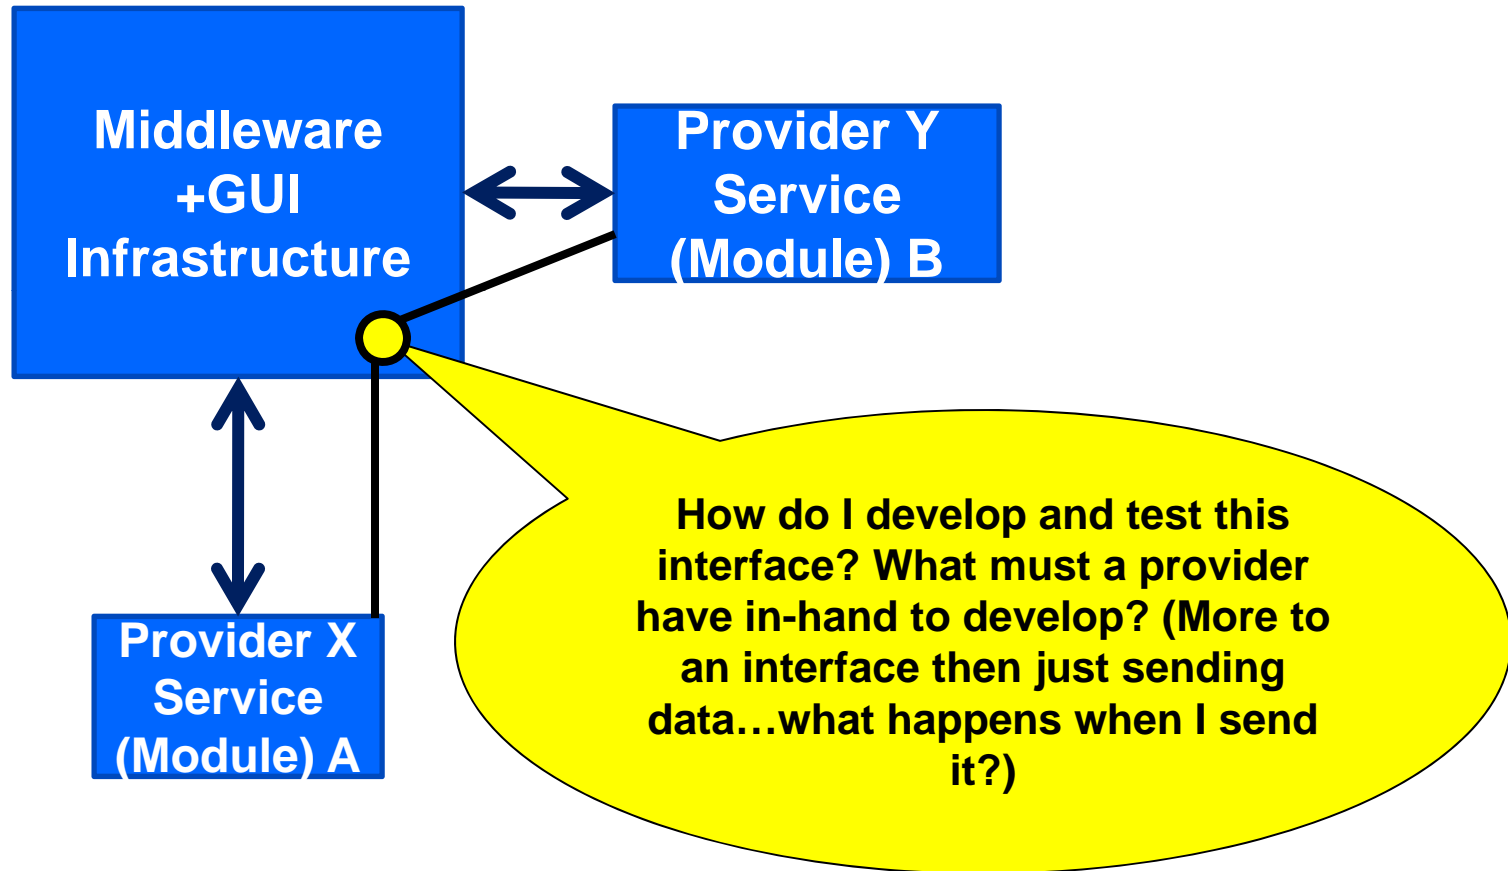 Middleware
+GUI
Infrastructure
Provider Y
Service
(Module) B
How do I develop and test this
interface? What must a provider
have in-hand to develop? (More to
an interface then just sending
data…what happens when I send
it?)
Provider X
Service
(Module) A